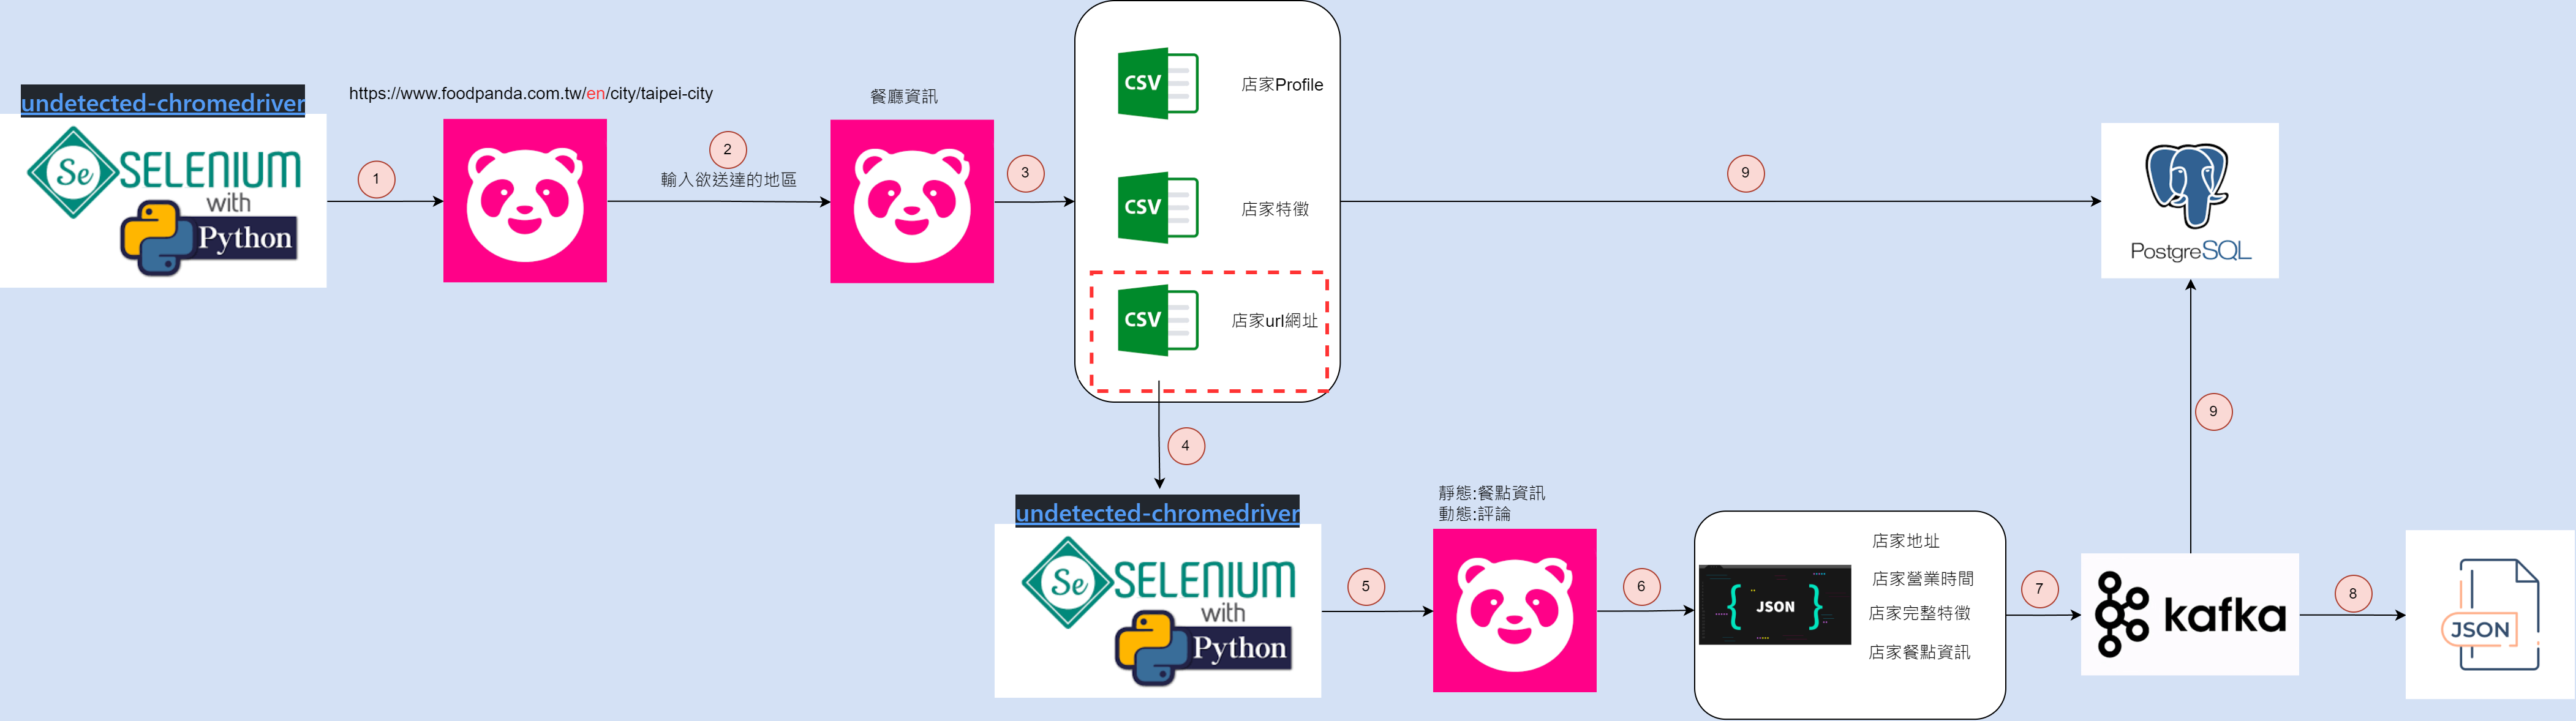 undetected-chromedriver
Se SELENIUM
with
Python
1
https://www.foodpanda.com.tw/en/city/taipei-city
2
輸入欲送達的地區
餐廳資訊
3
CSV 店家Profile
CSV 店家特徵
CSV 店家url網址
9
PostgreSQL
4
9
undetected-chromedriver
Se SELENIUM
with
Python
5
靜態:餐點資訊
動態:評論
6
{ JSON }
店家地址
店家營業時間
店家完整特徵
店家餐點資訊
7
kafka
8
JSON